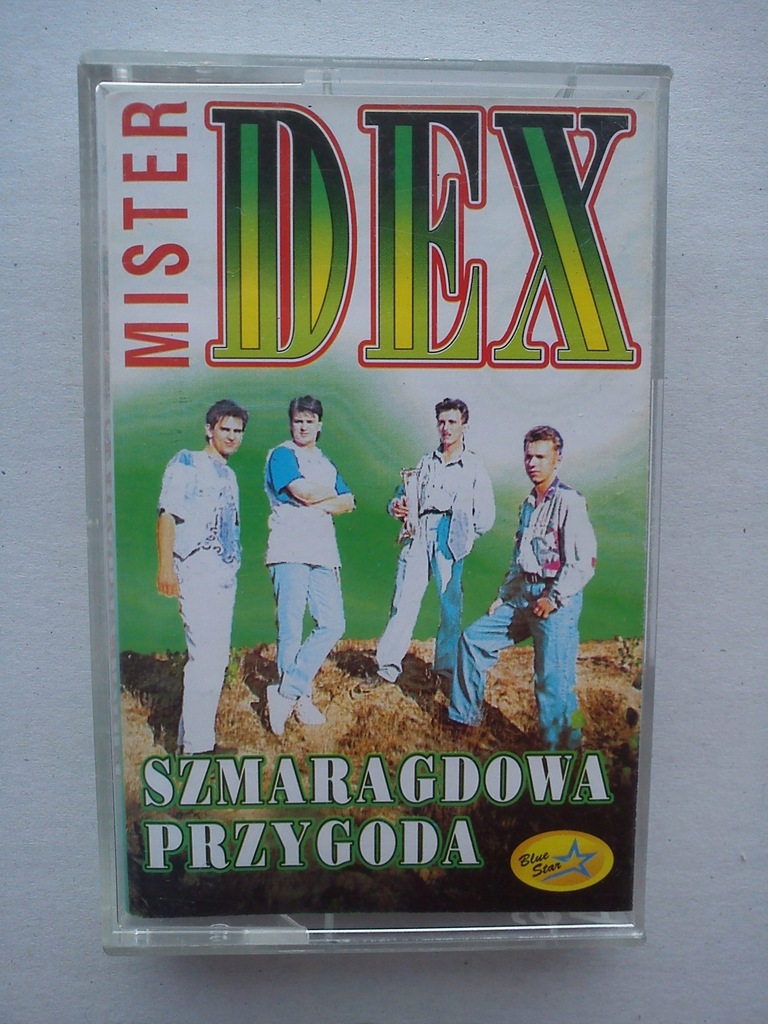 MISTER
DEX
SZMARAGDOWA
PRZYGODA
Blue
Star